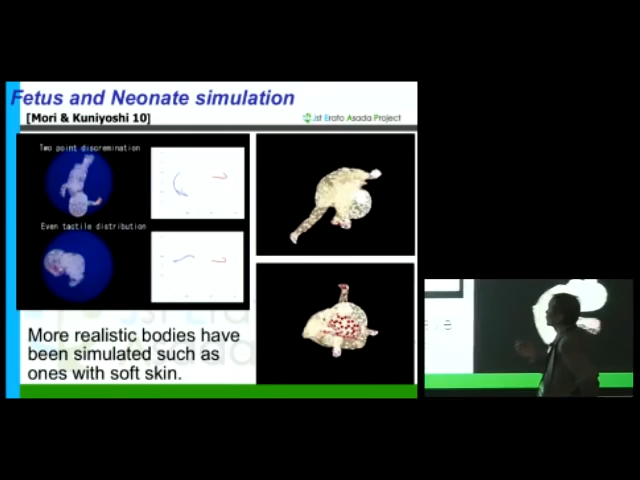 Fetus and Neonate simulation
[Mori & Kuniyoshi 10]
Jst Erato Asada Project
Two point discremination
Even tactile distribution
More realistic bodies have
been simulated such as
ones with soft skin.